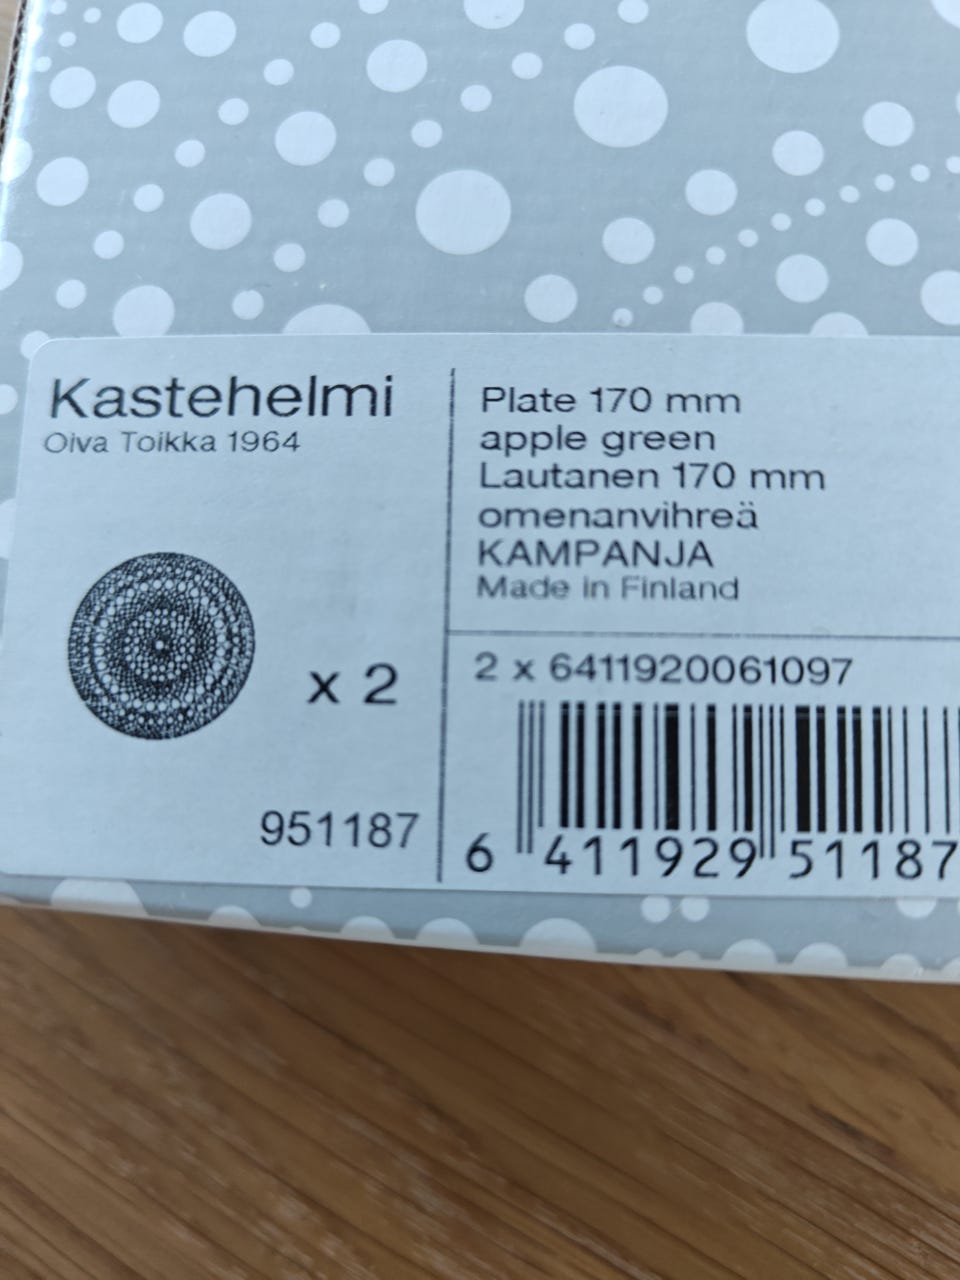 Kastehelmi
Oiva Toikka 1964
x 2
951187
Plate 170 mm
apple green
Lautanen 170 mm
omenanvihreä
KAMPANJA
Made in Finland
2 x 6411920061097
6 411929 51187